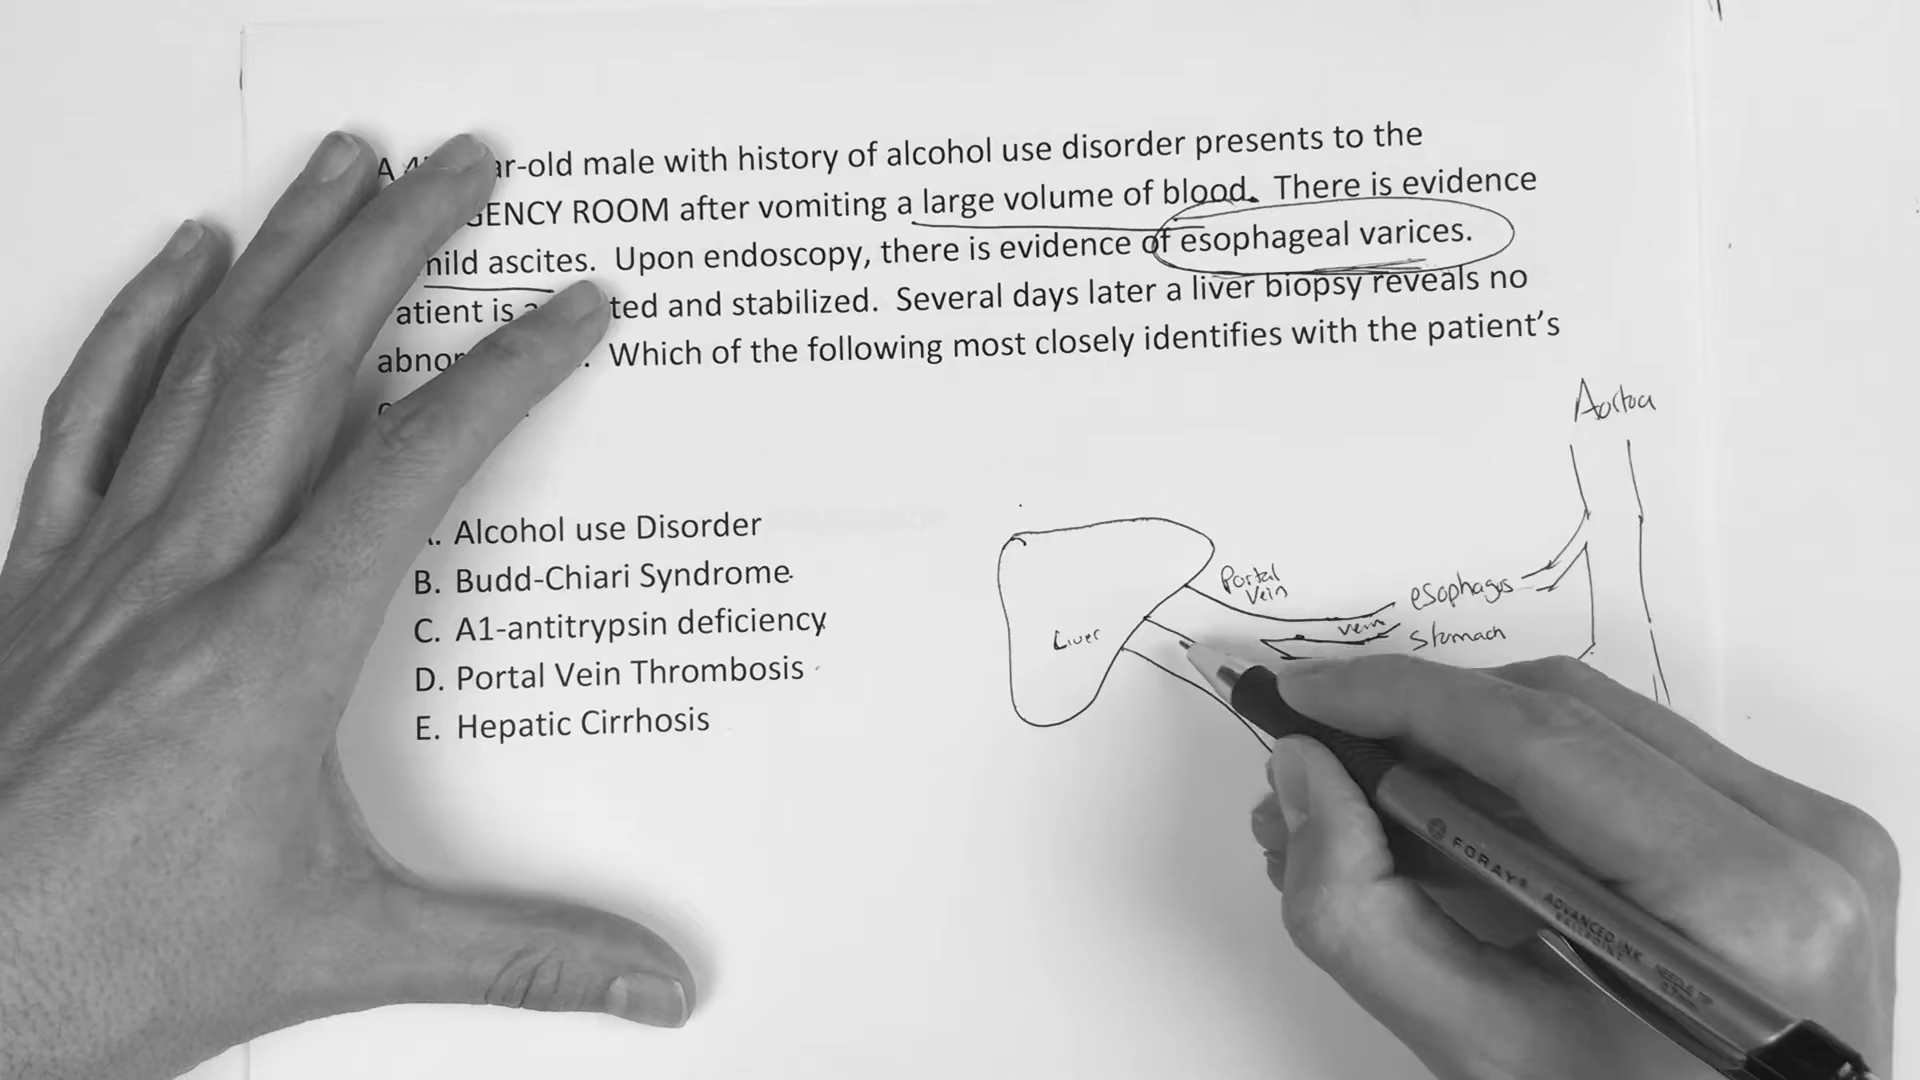 A ar-old male with history of alcohol use disorder presents to the
GENCY ROOM after vomiting a large volume of blood. There is evidence
mild ascites. Upon endoscopy, there is evidence of esophageal varices.
atient is ted and stabilized. Several days later a liver biopsy reveals no
abnor . Which of the following most closely identifies with the patient's
Aorta
. Alcohol use Disorder
B. Budd-Chiari Syndrome
C. A1-antitrypsin deficiency
D. Portal Vein Thrombosis
E. Hepatic Cirrhosis
Portal
Vein
esophagus
vein
Stomach
Liver
FORAY
ADVANCED INK
BALLPOINT